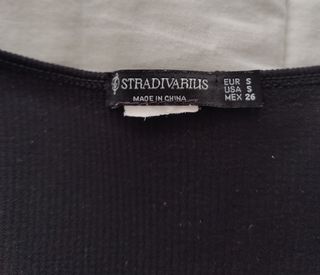 STRADIVARIUS
MADE IN CHINA
EUR S
USA S
MEX 26